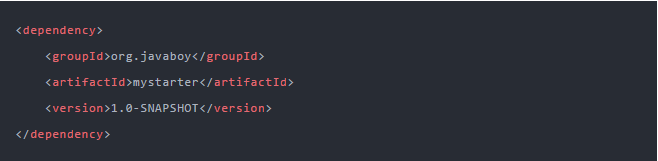 <dependency>
    <groupId>org.javaboy</groupId>
    <artifactId>mystarter</artifactId>
    <version>1.0-SNAPSHOT</version>
</dependency>